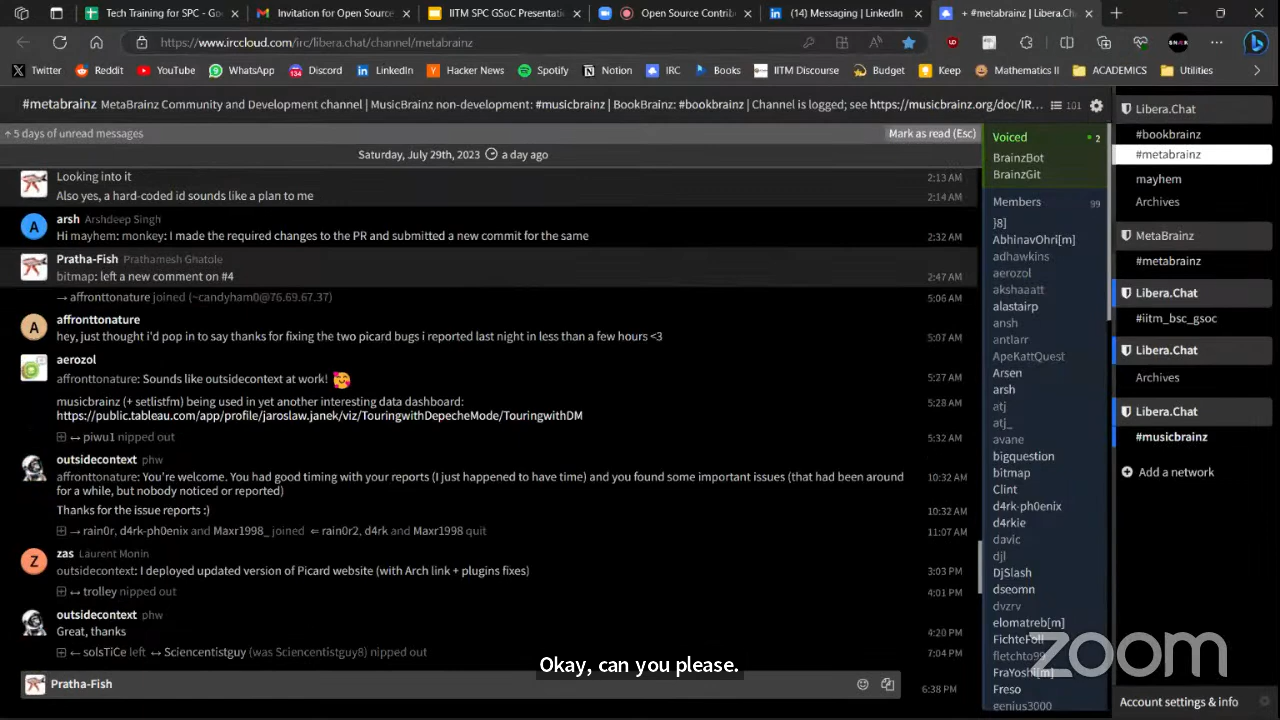 Tech Training for SPC - Go
Invitation for Open Source
IITM SPC GSoC Presentati
Open Source Contrib
(14) Messaging | LinkedIn
+ #metabrainz | Libera.Ch
https://www.irccloud.com/irc/libera.chat/channel/metabrainz
Twitter
Reddit
YouTube
WhatsApp
134
Discord
LinkedIn
Hacker News
Spotify
Notion
IRC
Books
IITM Discourse
Budget
Keep
Mathematics II
ACADEMICS
Utilities
#metabrainz MetaBrainz Community and Development channel | MusicBrainz non-development: #musicbrainz | BookBrainz: #bookbrainz | Channel is logged; see https://musicbrainz.org/doc/IR... 101
↑ 5 days of unread messages
Mark as read (Esc)
Saturday, July 29th, 2023 a day ago
Looking into it 2:13 AM
Also yes, a hard-coded id sounds like a plan to me 2:14 AM
A
arsh Arshdeep Singh
Hi mayhem: monkey: I made the required changes to the PR and submitted a new commit for the same 2:32 AM
Pratha-Fish Prathamesh Ghatole
bitmap: left a new comment on #4 2:47 AM
→ affronttonature joined (~candyham0@76.69.67.37) 5:06 AM
A
affronttonature
hey, just thought i'd pop in to say thanks for fixing the two picard bugs i reported last night in less than a few hours <3 5:07 AM
aerozol
affronttonature: Sounds like outsidecontext at work! 🥰 5:27 AM
musicbrainz (+ setlistfm) being used in yet another interesting data dashboard: 5:28 AM
https://public.tableau.com/app/profile/jaroslaw.janek/viz/TouringwithDepecheMode/TouringwithDM
↔ piwu1 nipped out 5:32 AM
outsidecontext phw
affronttonature: You're welcome. You had good timing with your reports (I just happened to have time) and you found some important issues (that had been around 10:32 AM
for a while, but nobody noticed or reported)
Thanks for the issue reports :) 10:32 AM
→ rain0r, d4rk-ph0enix and Maxr1998_ joined ⇐ rain0r2, d4rk and Maxr1998 quit 11:07 AM
Z
zas Laurent Monin
outsidecontext: I deployed updated version of Picard website (with Arch link + plugins fixes) 3:03 PM
↔ trolley nipped out 4:01 PM
outsidecontext phw
Great, thanks 4:20 PM
↔ solsTiCe left ↔ Sciencentistguy (was Sciencentistguy8) nipped out 7:04 PM
Pratha-Fish 6:38 PM
Okay, can you please.
Voiced 2
BrainzBot
BrainzGit
Members 99
]8]
AbhinavOhri[m]
adhawkins
aerozol
akshaaatt
alastairp
ansh
antlarr
ApeKattQuest
Arsen
arsh
atj
atj_
avane
bigquestion
bitmap
Clint
d4rk-ph0enix
d4rkie
davic
djl
DjSlash
dseomn
dvzrv
elomatreb[m]
FichteFoll
fletchto99
FraYoshi[m]
Freso
genius3000
Libera.Chat
#bookbrainz
#metabrainz
mayhem
Archives
MetaBrainz
#metabrainz
Libera.Chat
#iitm_bsc_gsoc
Libera.Chat
Archives
Libera.Chat
#musicbrainz
Add a network
zoom
Account settings & info